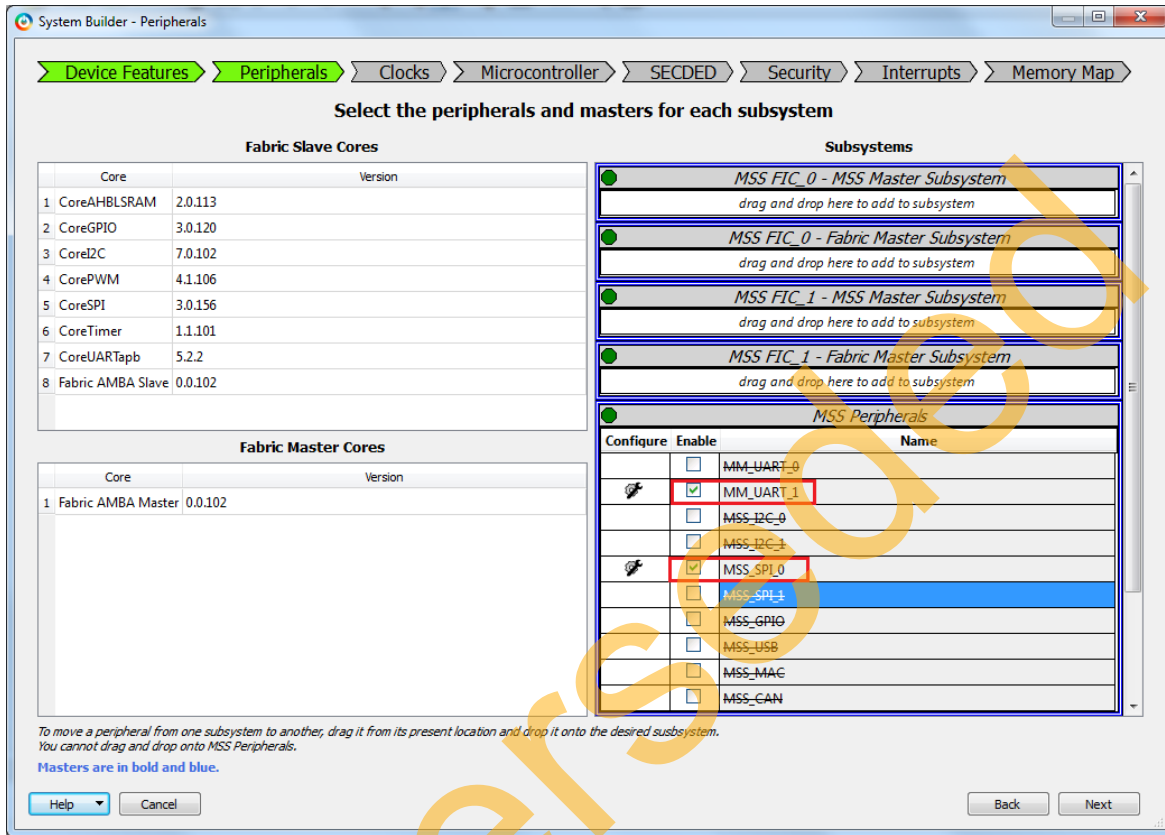 System Builder - Peripherals
Device Features Peripherals Clocks Microcontroller SECDED Security Interrupts Memory Map
Select the peripherals and masters for each subsystem
Fabric Slave Cores
Core Version
1 CoreAHBLSRAM 2.0.113
2 CoreGPIO 3.0.120
3 CoreI2C 7.0.102
4 CorePWM 4.1.106
5 CoreSPI 3.0.156
6 CoreTimer 1.1.101
7 CoreUARTapb 5.2.2
8 Fabric AMBA Slave 0.0.102
Fabric Master Cores
Core Version
1 Fabric AMBA Master 0.0.102
Subsystems
MSS FIC_0 - MSS Master Subsystem
drag and drop here to add to subsystem
MSS FIC_0 - Fabric Master Subsystem
drag and drop here to add to subsystem
MSS FIC_1 - MSS Master Subsystem
drag and drop here to add to subsystem
MSS FIC_1 - Fabric Master Subsystem
drag and drop here to add to subsystem
MSS Peripherals
Configure Enable Name
MM_UART_0
MM_UART_1
MSS_I2C_0
MSS_I2C_1
MSS_SPI_0
MSS_SPI_1
MSS_GPIO
MSS_USB
MSS_MAC
MSS_CAN
To move a peripheral from one subsystem to another, drag it from its present location and drop it onto the desired susbsystem.
You cannot drag and drop onto MSS Peripherals.
Masters are in bold and blue.
Help Cancel Back Next
erseded